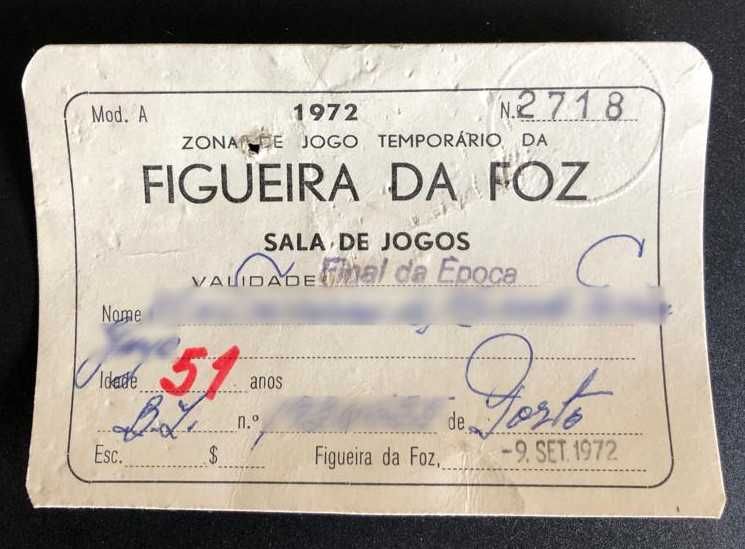 Mod. A 1972 N.º 2718
ZONA DE JOGO TEMPORÁRIO DA
FIGUEIRA DA FOZ
SALA DE JOGOS
VALIDADE Final da Época
Nome
Idade 51 anos
B.I. n.º de Porto
Esc. $ Figueira da Foz, -9. SET. 1972